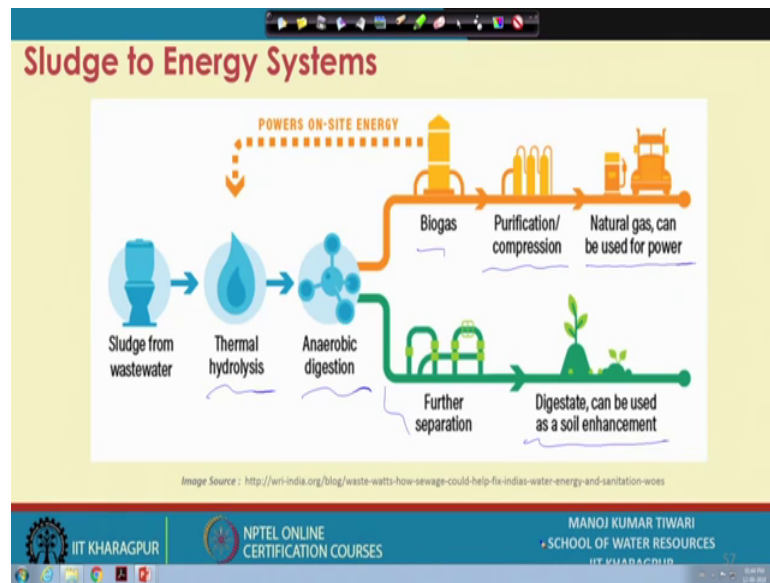 Sludge to Energy Systems
POWERS ON-SITE ENERGY
Biogas
Purification/
compression
Natural gas, can
be used for power
Sludge from
wastewater
Thermal
hydrolysis
Anaerobic
digestion
Further
separation
Digestate, can be used
as a soil enhancement
Image Source : http://wri-india.org/blog/waste-watts-how-sewage-could-help-fix-indias-water-energy-and-sanitation-woes
IIT KHARAGPUR
NPTEL ONLINE
CERTIFICATION COURSES
MANOJ KUMAR TIWARI
SCHOOL OF WATER RESOURCES
IIT KHARAGPUR
57